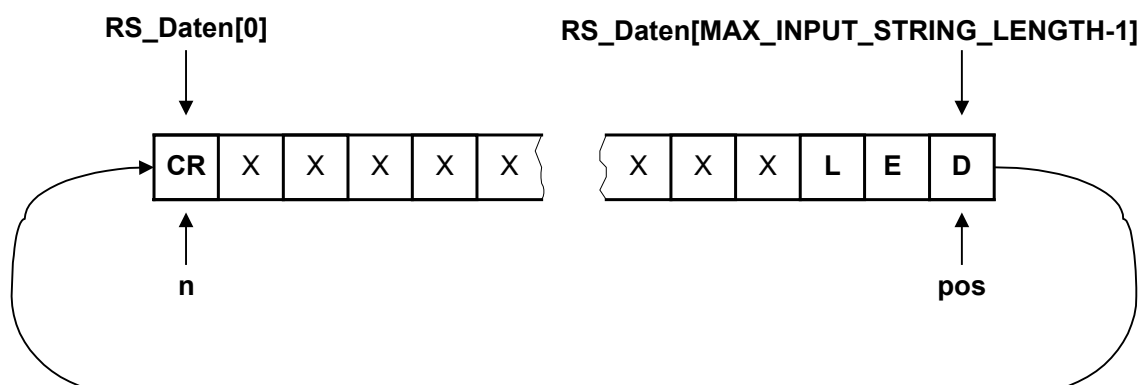 RS_Daten[0] RS_Daten[MAX_INPUT_STRING_LENGTH-1]
CR X X X X X X X X L E D
n pos